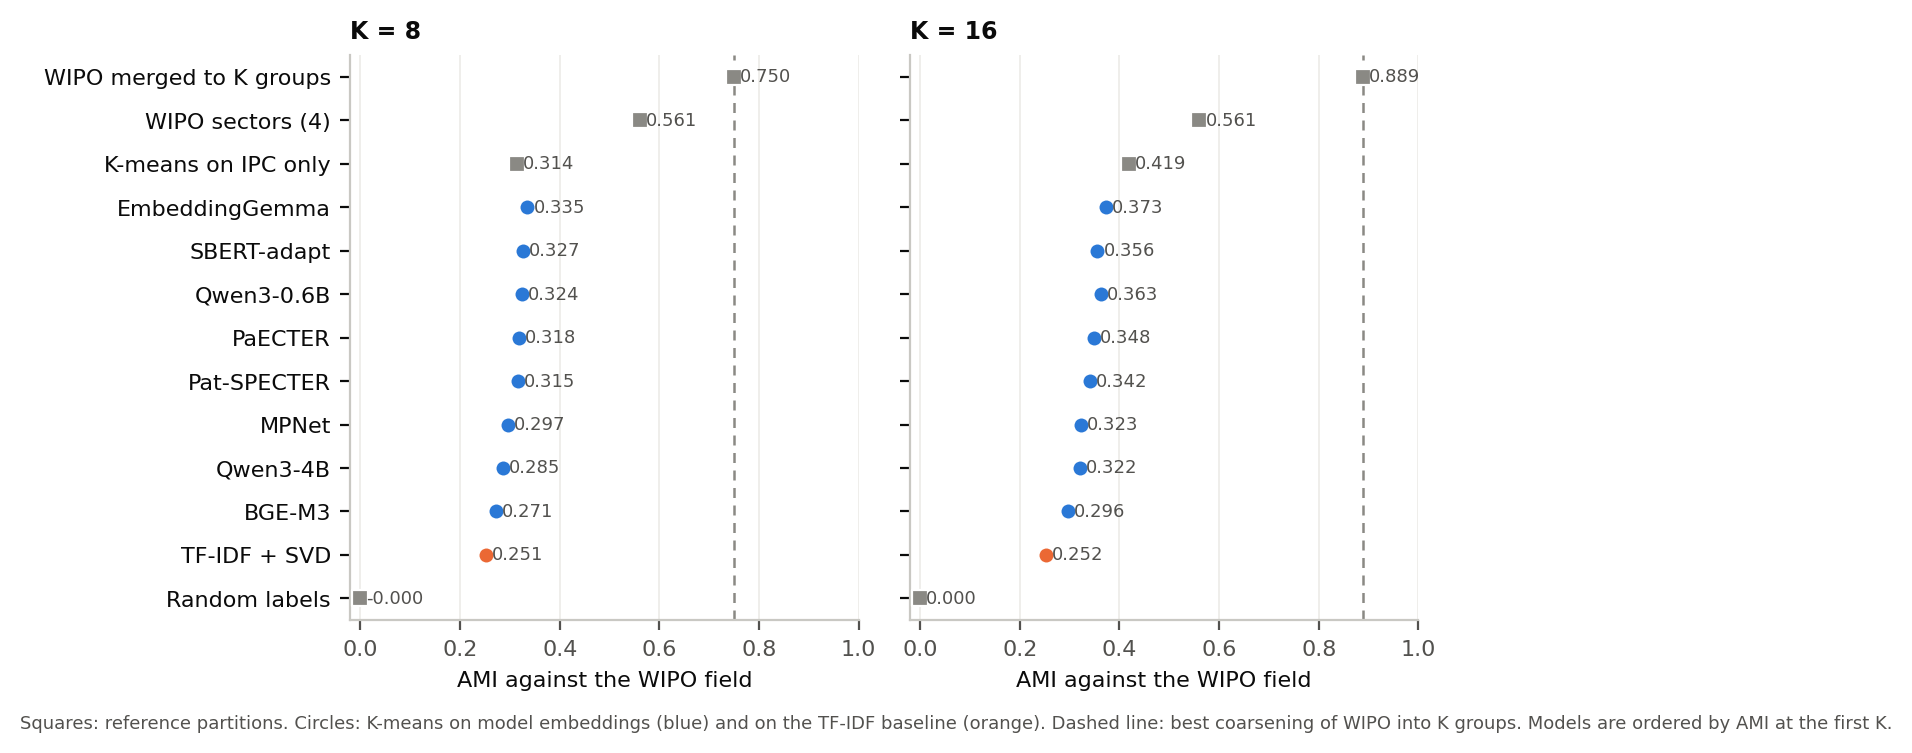 K = 8
K = 16
WIPO merged to K groups 0.750 0.889
WIPO sectors (4) 0.561 0.561
K-means on IPC only 0.314 0.419
EmbeddingGemma 0.335 0.373
SBERT-adapt 0.327 0.356
Qwen3-0.6B 0.324 0.363
PaECTER 0.318 0.348
Pat-SPECTER 0.315 0.342
MPNet 0.297 0.323
Qwen3-4B 0.285 0.322
BGE-M3 0.271 0.296
TF-IDF + SVD 0.251 0.252
Random labels -0.000 0.000
0.0 0.2 0.4 0.6 0.8 1.0 0.0 0.2 0.4 0.6 0.8 1.0
AMI against the WIPO field AMI against the WIPO field
Squares: reference partitions. Circles: K-means on model embeddings (blue) and on the TF-IDF baseline (orange). Dashed line: best coarsening of WIPO into K groups. Models are ordered by AMI at the first K.